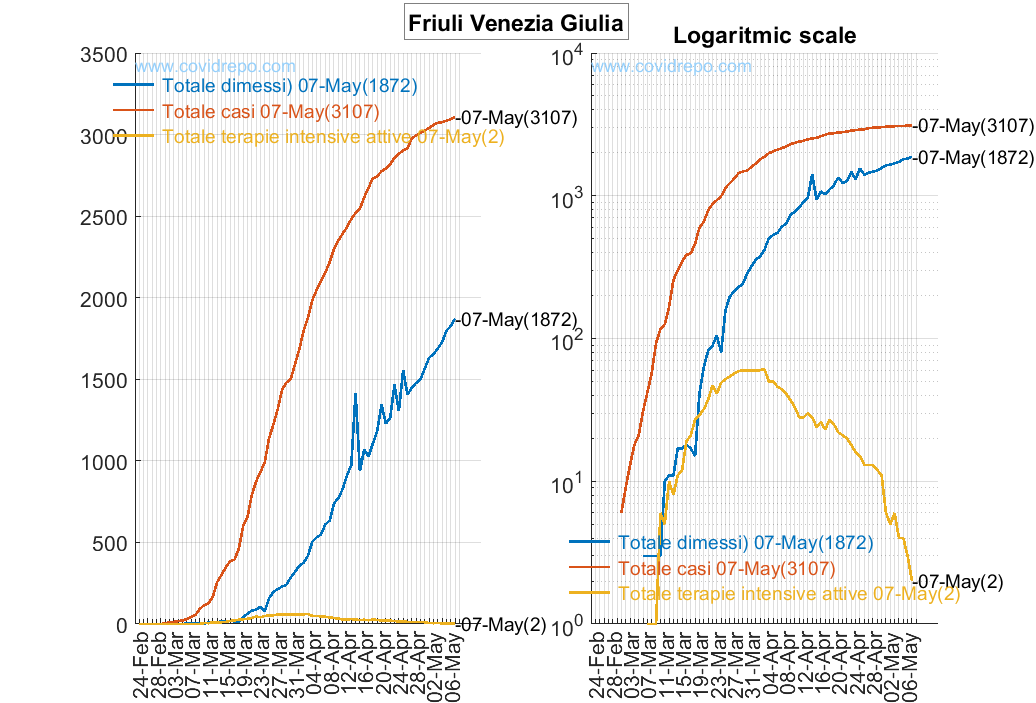 Friuli Venezia Giulia
www.covidrepo.com
Totale dimessi) 07-May(1872)
Totale casi 07-May(3107)
Totale terapie intensive attive 07-May(2)
3500
3000
2500
2000
1500
1000
500
0
-07-May(3107)
-07-May(1872)
-07-May(2)
24-Feb
28-Feb
03-Mar
07-Mar
11-Mar
15-Mar
19-Mar
23-Mar
27-Mar
31-Mar
04-Apr
08-Apr
12-Apr
16-Apr
20-Apr
24-Apr
28-Apr
02-May
06-May
Logaritmic scale
www.covidrepo.com
10^4
10^3
10^2
10^1
10^0
-07-May(3107)
-07-May(1872)
-07-May(2)
Totale dimessi) 07-May(1872)
Totale casi 07-May(3107)
Totale terapie intensive attive 07-May(2)
24-Feb
28-Feb
03-Mar
07-Mar
11-Mar
15-Mar
19-Mar
23-Mar
27-Mar
31-Mar
04-Apr
08-Apr
12-Apr
16-Apr
20-Apr
24-Apr
28-Apr
02-May
06-May